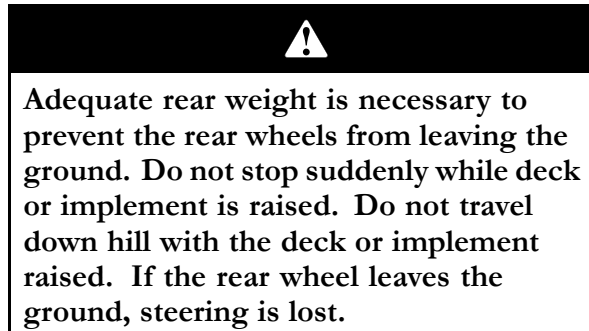 Adequate rear weight is necessary to
prevent the rear wheels from leaving the
ground. Do not stop suddenly while deck
or implement is raised. Do not travel
down hill with the deck or implement
raised. If the rear wheel leaves the
ground, steering is lost.